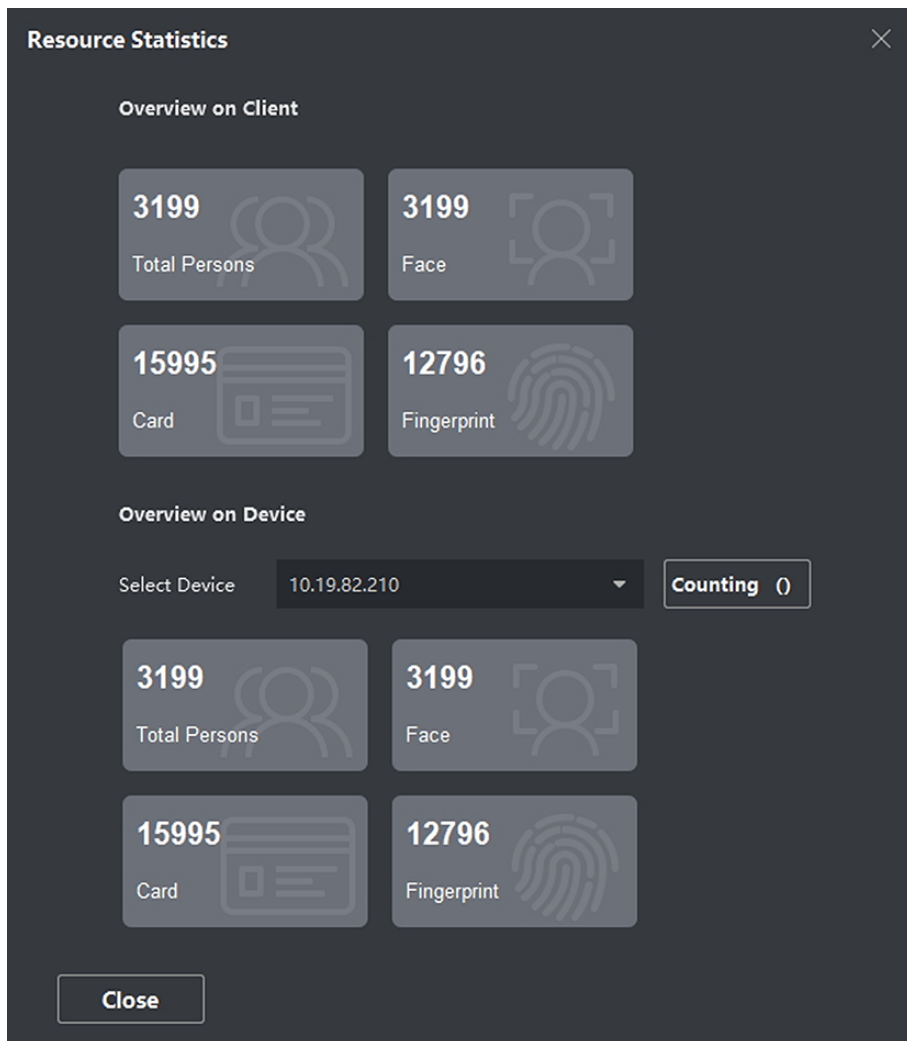 Resource Statistics
Overview on Client
3199
Total Persons
3199
Face
15995
Card
12796
Fingerprint
Overview on Device
Select Device 10.19.82.210 Counting ()
3199
Total Persons
3199
Face
15995
Card
12796
Fingerprint
Close